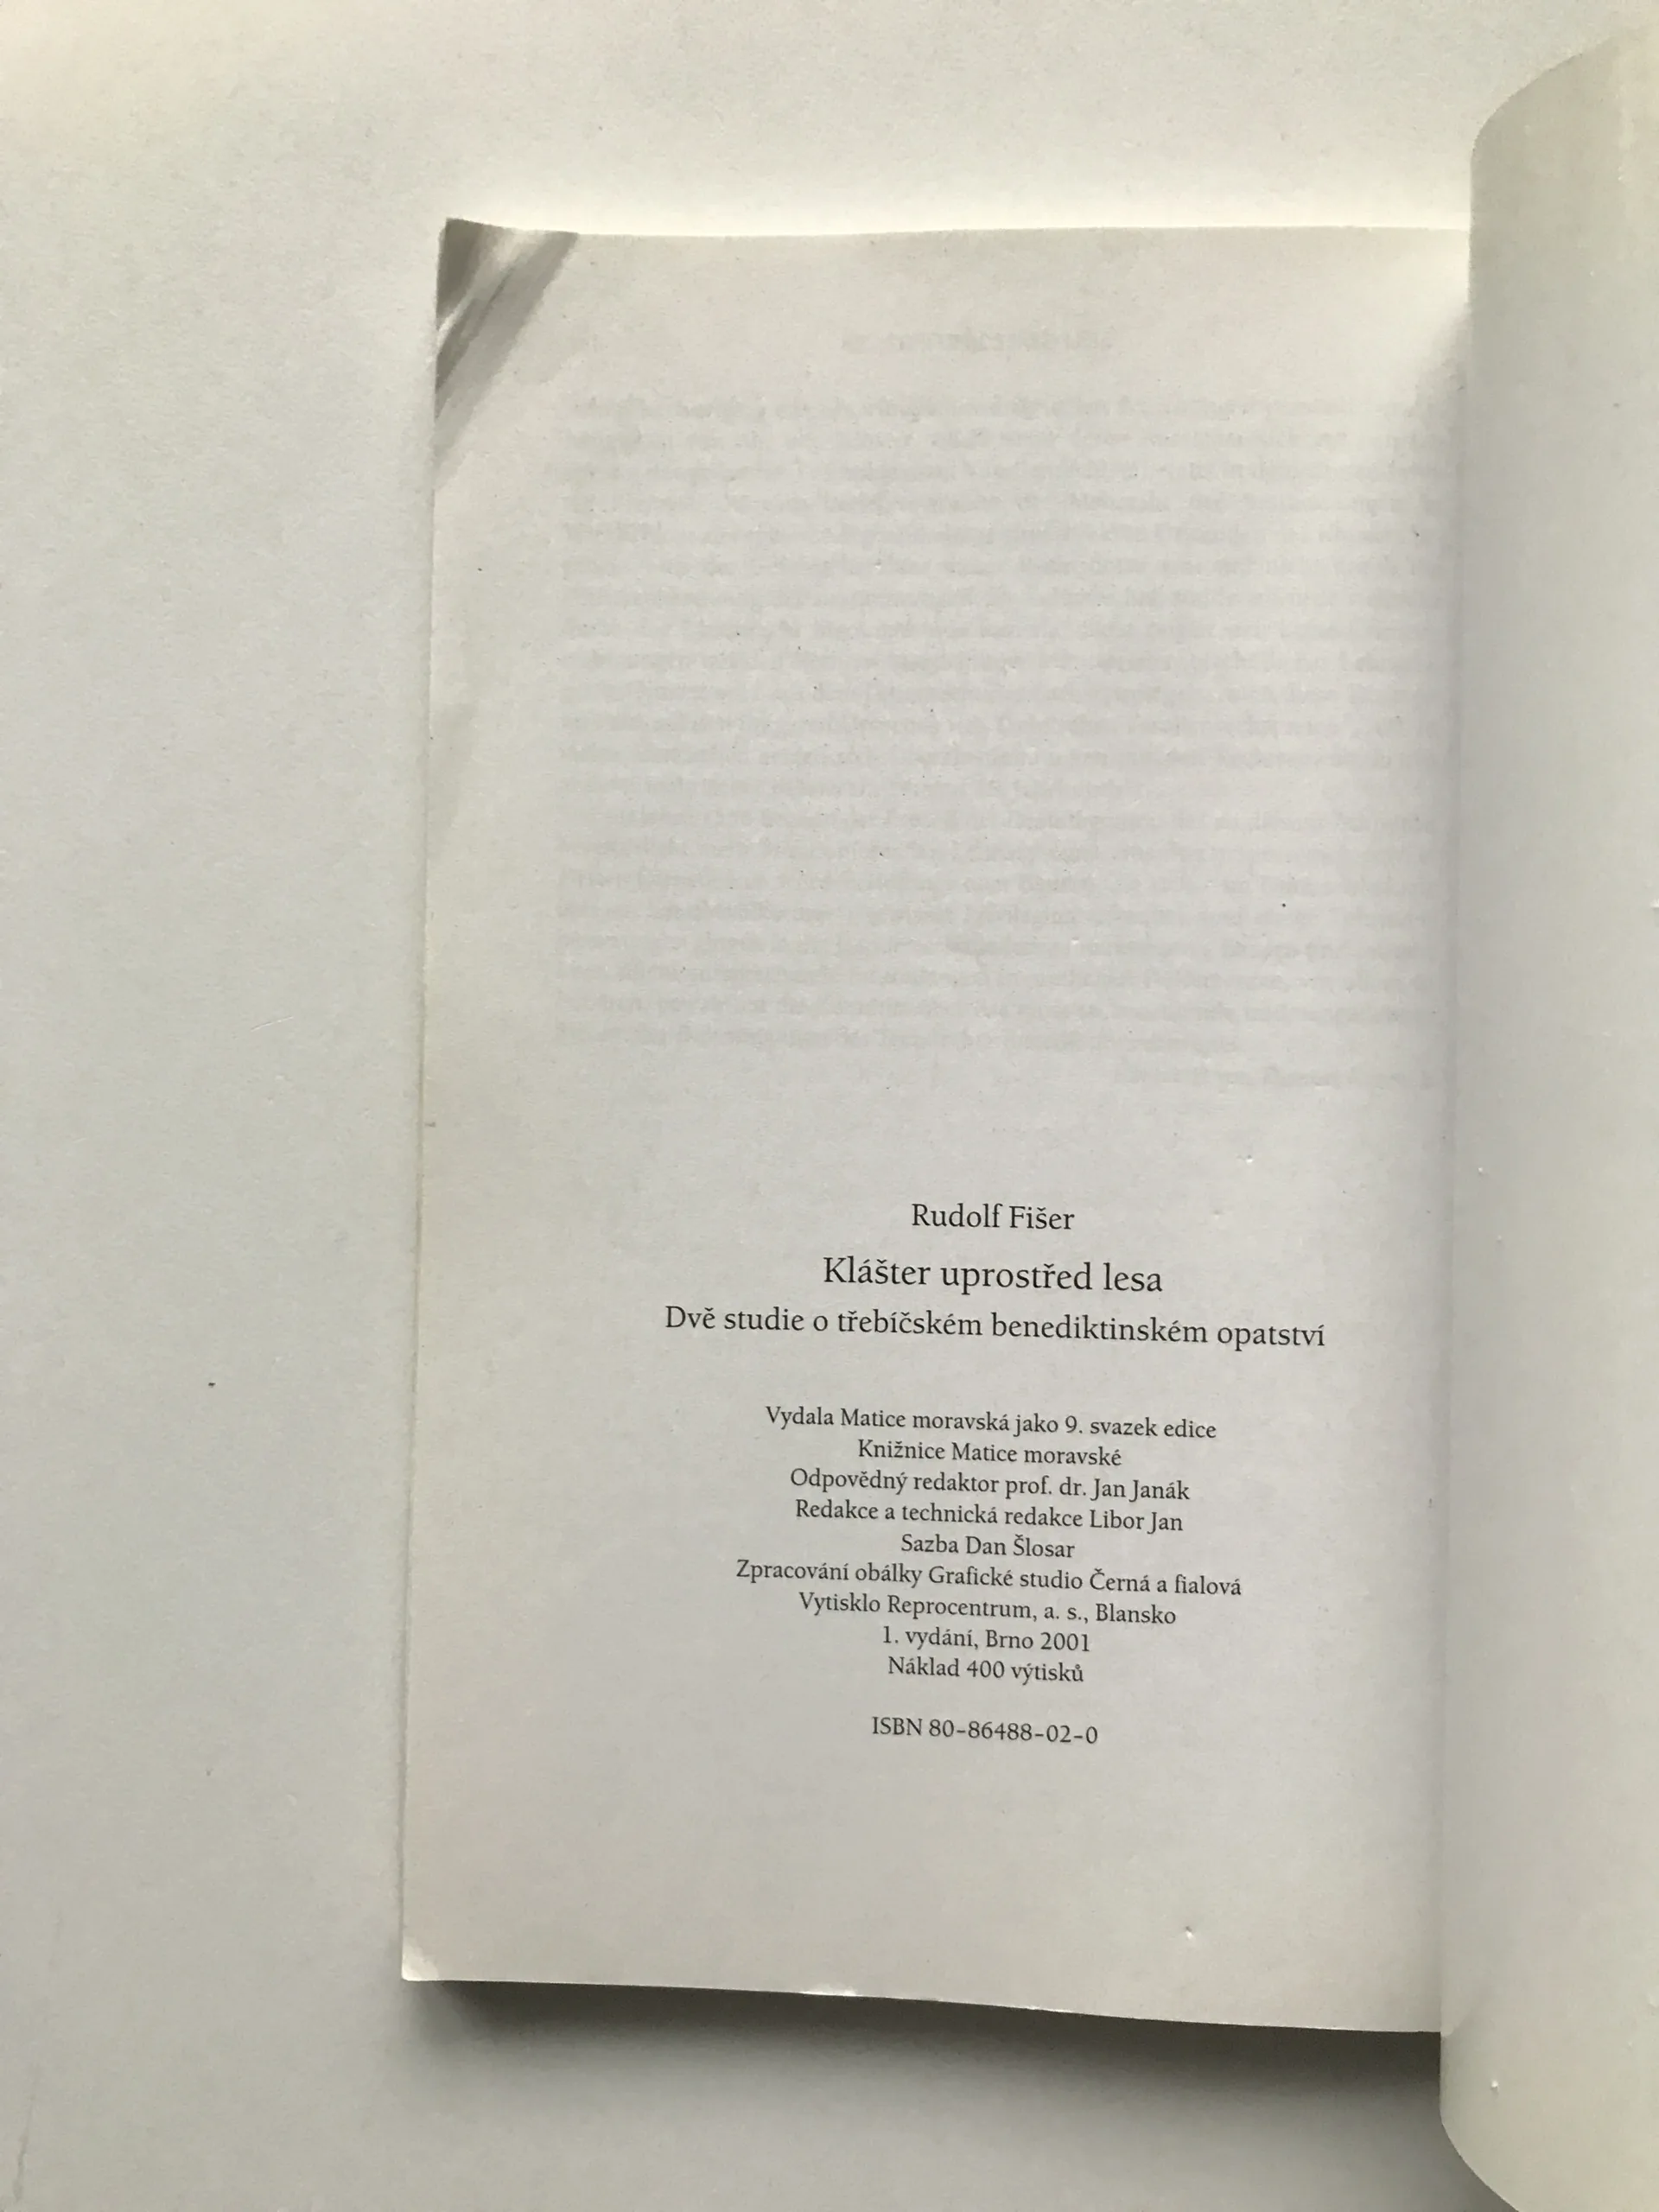 Rudolf Fišer
Klášter uprostřed lesa
Dvě studie o třebíčském benediktinském opatství
Vydala Matice moravská jako 9. svazek edice
Knižnice Matice moravské
Odpovědný redaktor prof. dr. Jan Janák
Redakce a technická redakce Libor Jan
Sazba Dan Šlosar
Zpracování obálky Grafické studio Černá a fialová
Vytisklo Reprocentrum, a. s., Blansko
1. vydání, Brno 2001
Náklad 400 výtisků
ISBN 80-86488-02-0